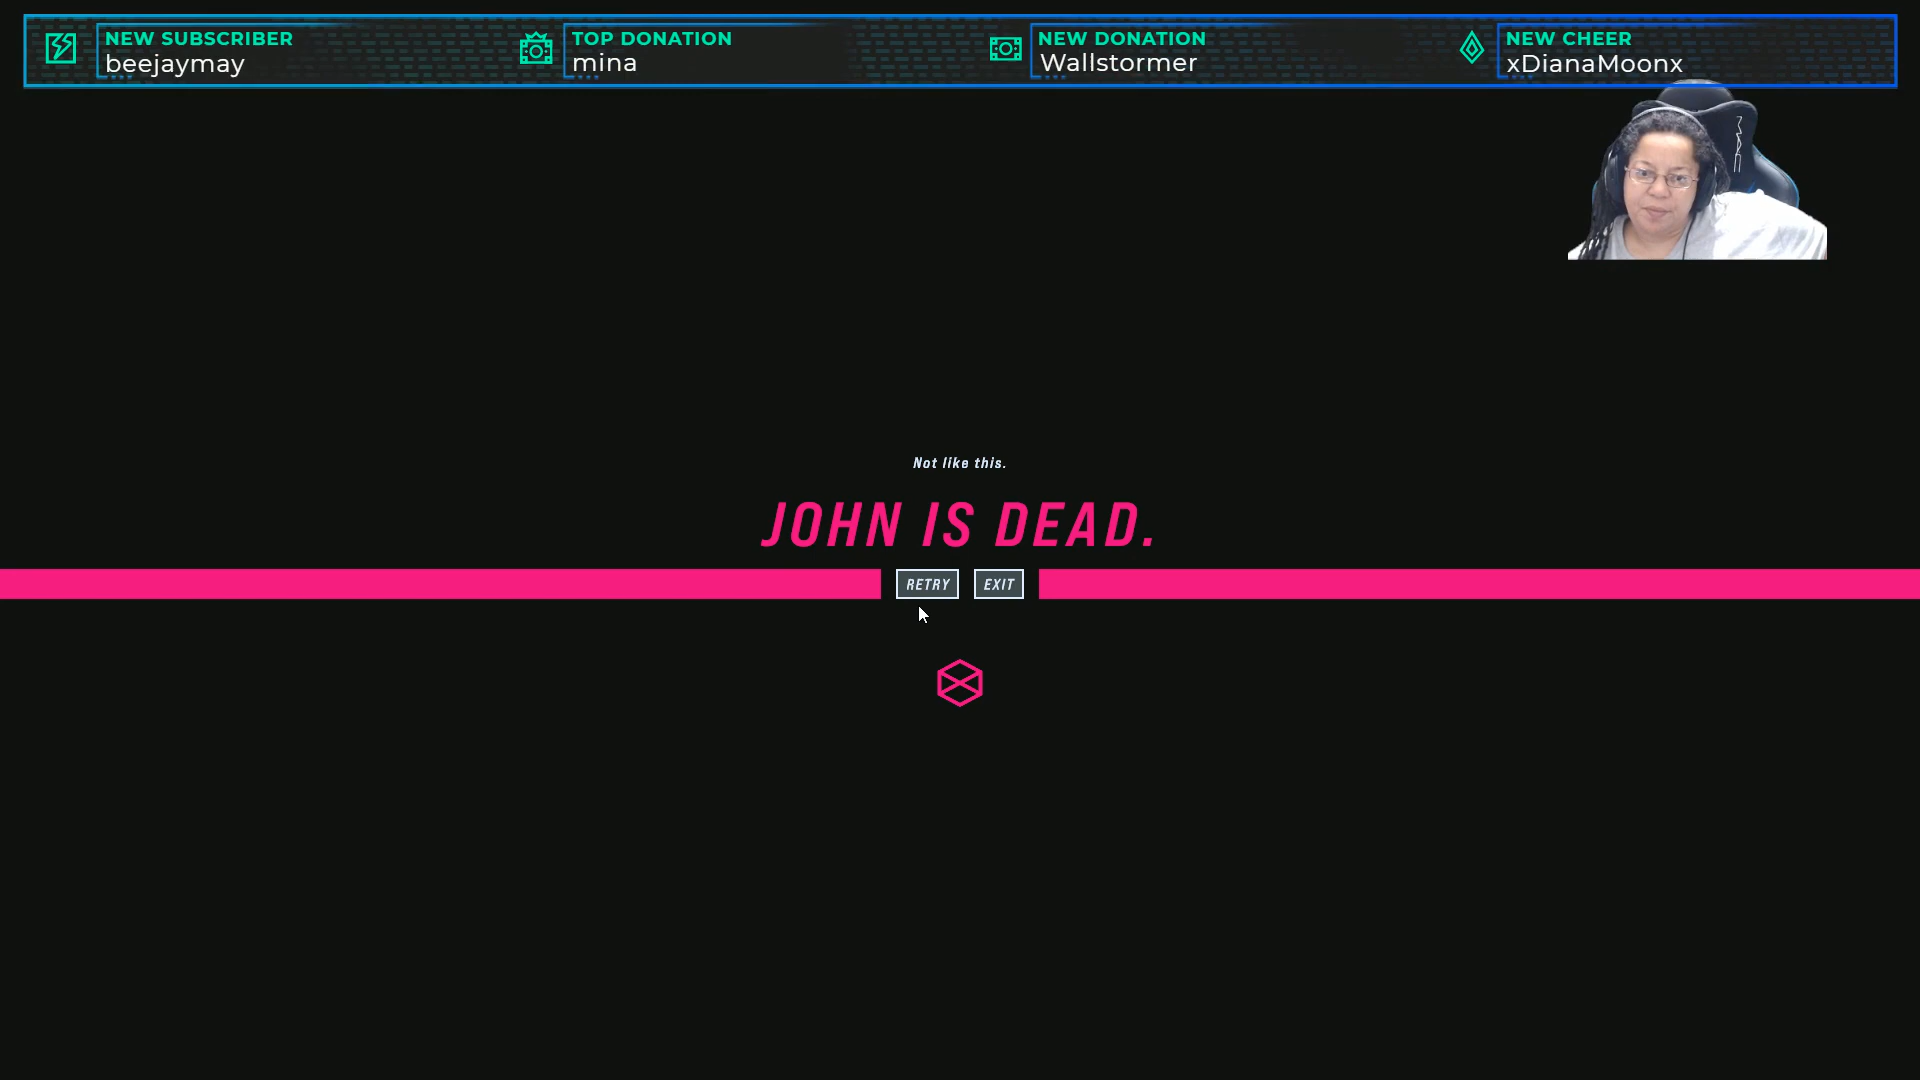 NEW SUBSCRIBER
beejaymay
TOP DONATION
mina
NEW DONATION
Wallstormer
NEW CHEER
xDianaMoonx
Not like this.
JOHN IS DEAD.
RETRY
EXIT